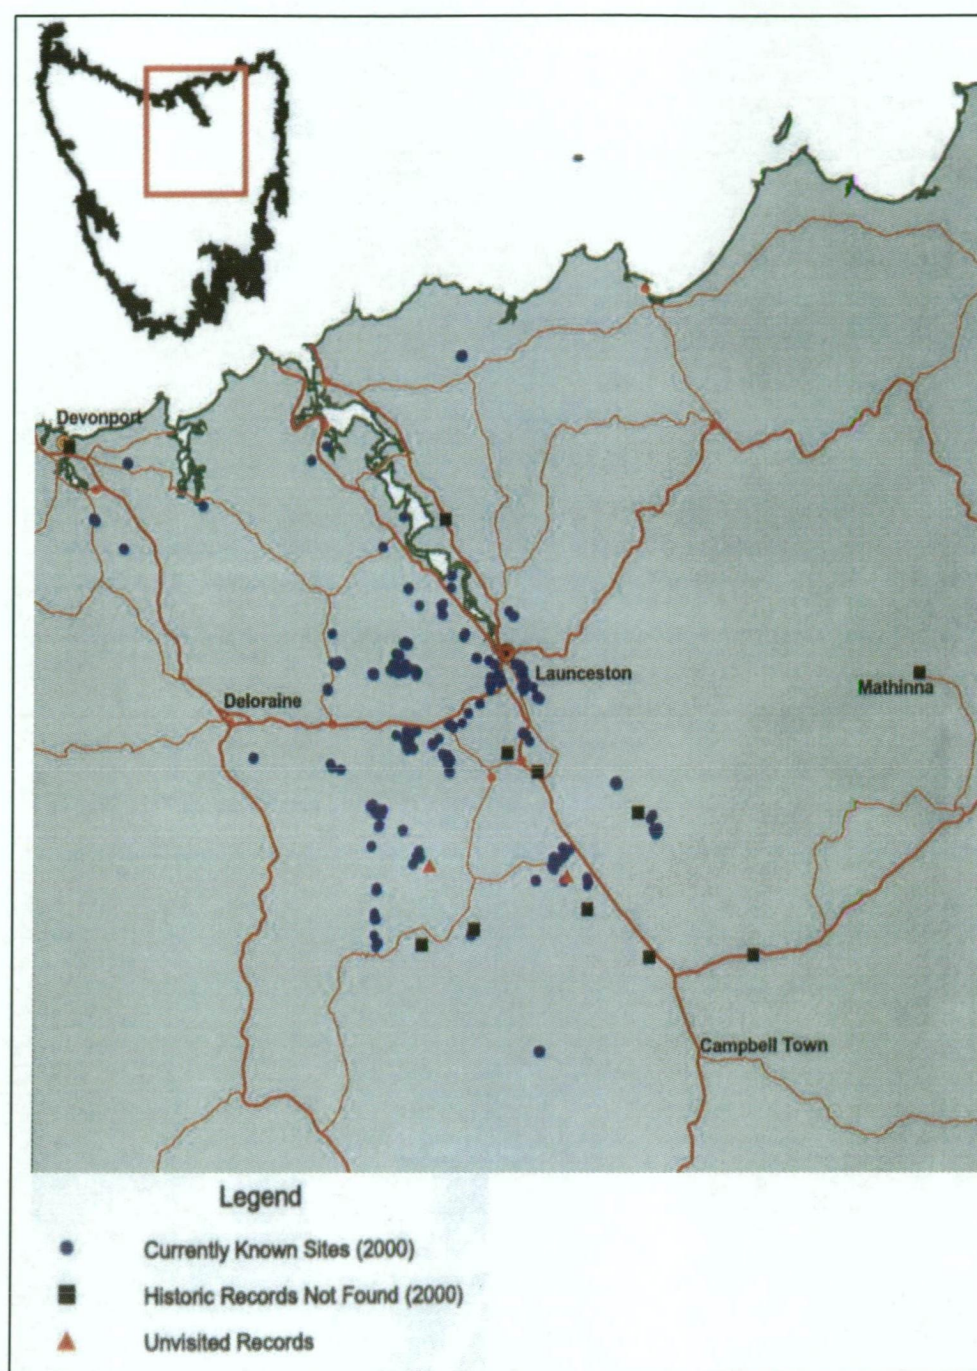 Devonport
Launceston
Deloraine
Mathinna
Campbell Town
Legend
Currently Known Sites (2000)
Historic Records Not Found (2000)
Unvisited Records